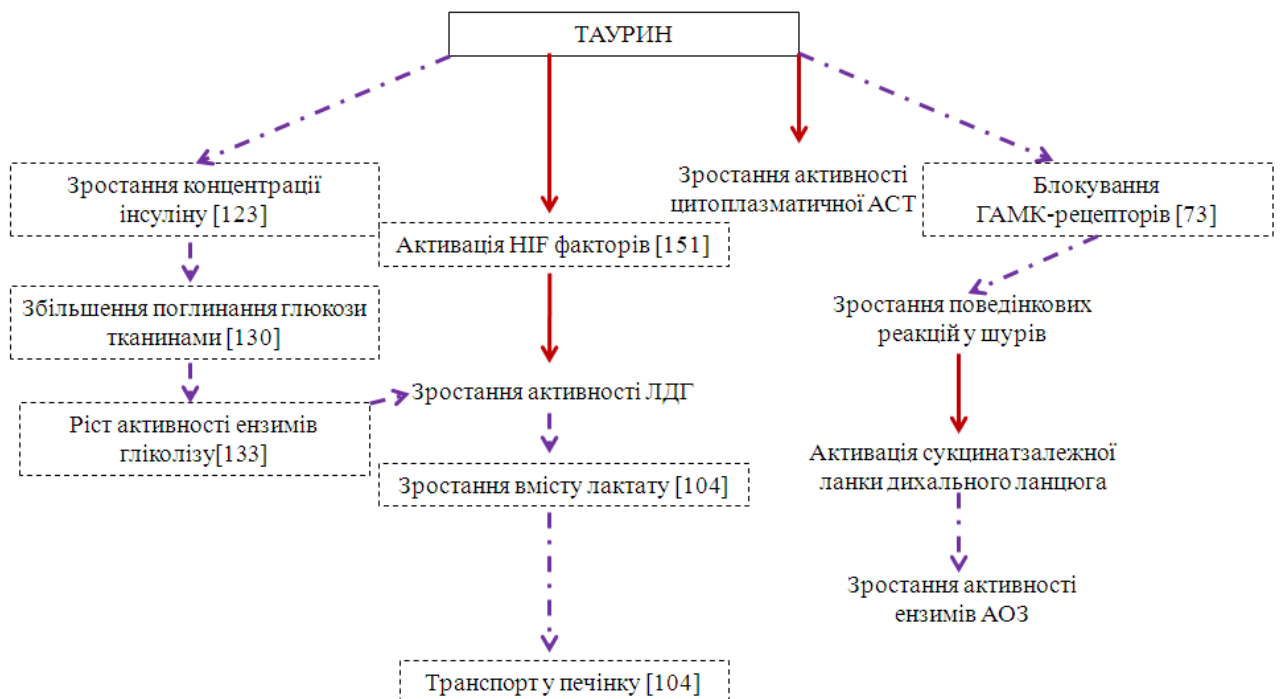 ТАУРИН
Зростання концентрації
інсуліну [123]
Збільшення поглинання глюкози
тканинами [130]
Ріст активності ензимів
гліколізу[133]
Активація HIF факторів [151]
Зростання активності ЛДГ
Зростання вмісту лактату [104]
Транспорт у печінку [104]
Зростання активності
цитоплазматичної АСТ
Блокування
ГАМК-рецепторів [73]
Зростання поведінкових
реакцій у щурів
Активація сукцинатзалежної
ланки дихального ланцюга
Зростання активності
ензимів АОЗ